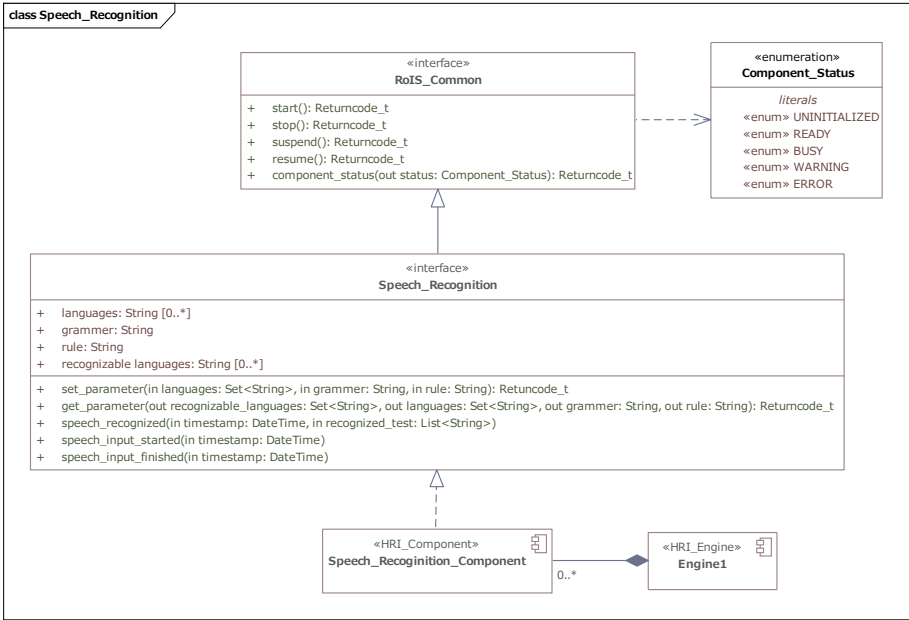 class Speech_Recognition
«interface»
RoIS_Common
+ start(): Returncode_t
+ stop(): Returncode_t
+ suspend(): Returncode_t
+ resume(): Returncode_t
+ component_status(out status: Component_Status): Returncode_t
«enumeration»
Component_Status
literals
«enum» UNINITIALIZED
«enum» READY
«enum» BUSY
«enum» WARNING
«enum» ERROR
«interface»
Speech_Recognition
+ languages: String [0..*]
+ grammer: String
+ rule: String
+ recognizable languages: String [0..*]
+ set_parameter(in languages: Set<String>, in grammer: String, in rule: String): Retuncode_t
+ get_parameter(out recognizable_languages: Set<String>, out languages: Set<String>, out grammer: String, out rule: String): Returncode_t
+ speech_recognized(in timestamp: DateTime, in recognized_test: List<String>)
+ speech_input_started(in timestamp: DateTime)
+ speech_input_finished(in timestamp: DateTime)
«HRI_Component»
Speech_Recoginition_Component
0..*
«HRI_Engine»
Engine1